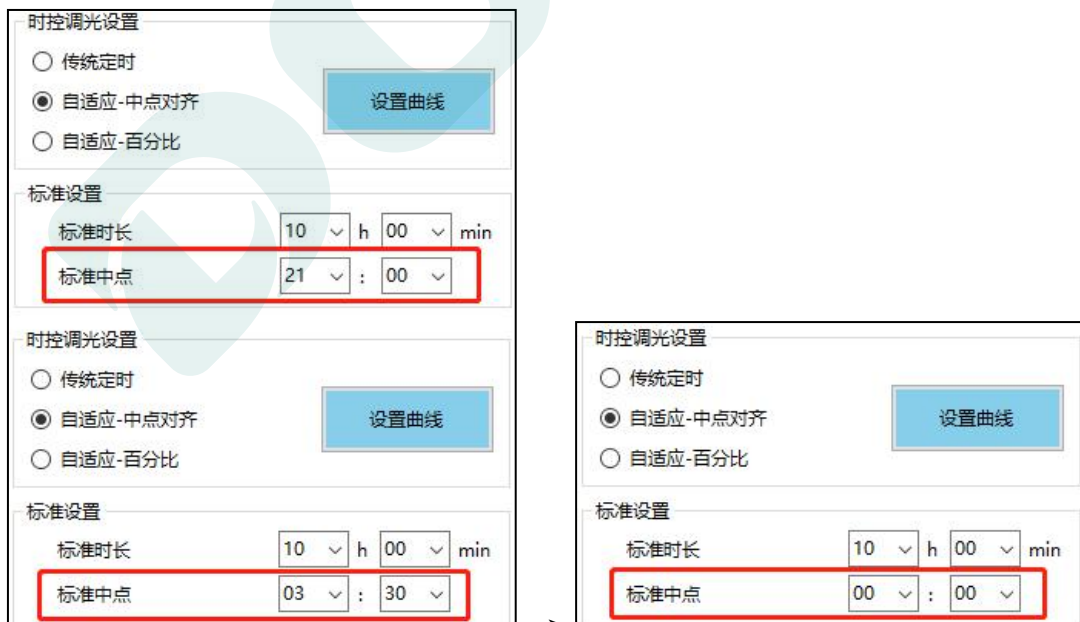 时控调光设置
传统定时
自适应-中点对齐
设置曲线
自适应-百分比
标准设置
标准时长 10 h 00 min
标准中点 21 : 00
时控调光设置
传统定时
自适应-中点对齐
设置曲线
自适应-百分比
标准设置
标准时长 10 h 00 min
标准中点 03 : 30
时控调光设置
传统定时
自适应-中点对齐
设置曲线
自适应-百分比
标准设置
标准时长 10 h 00 min
标准中点 00 : 00